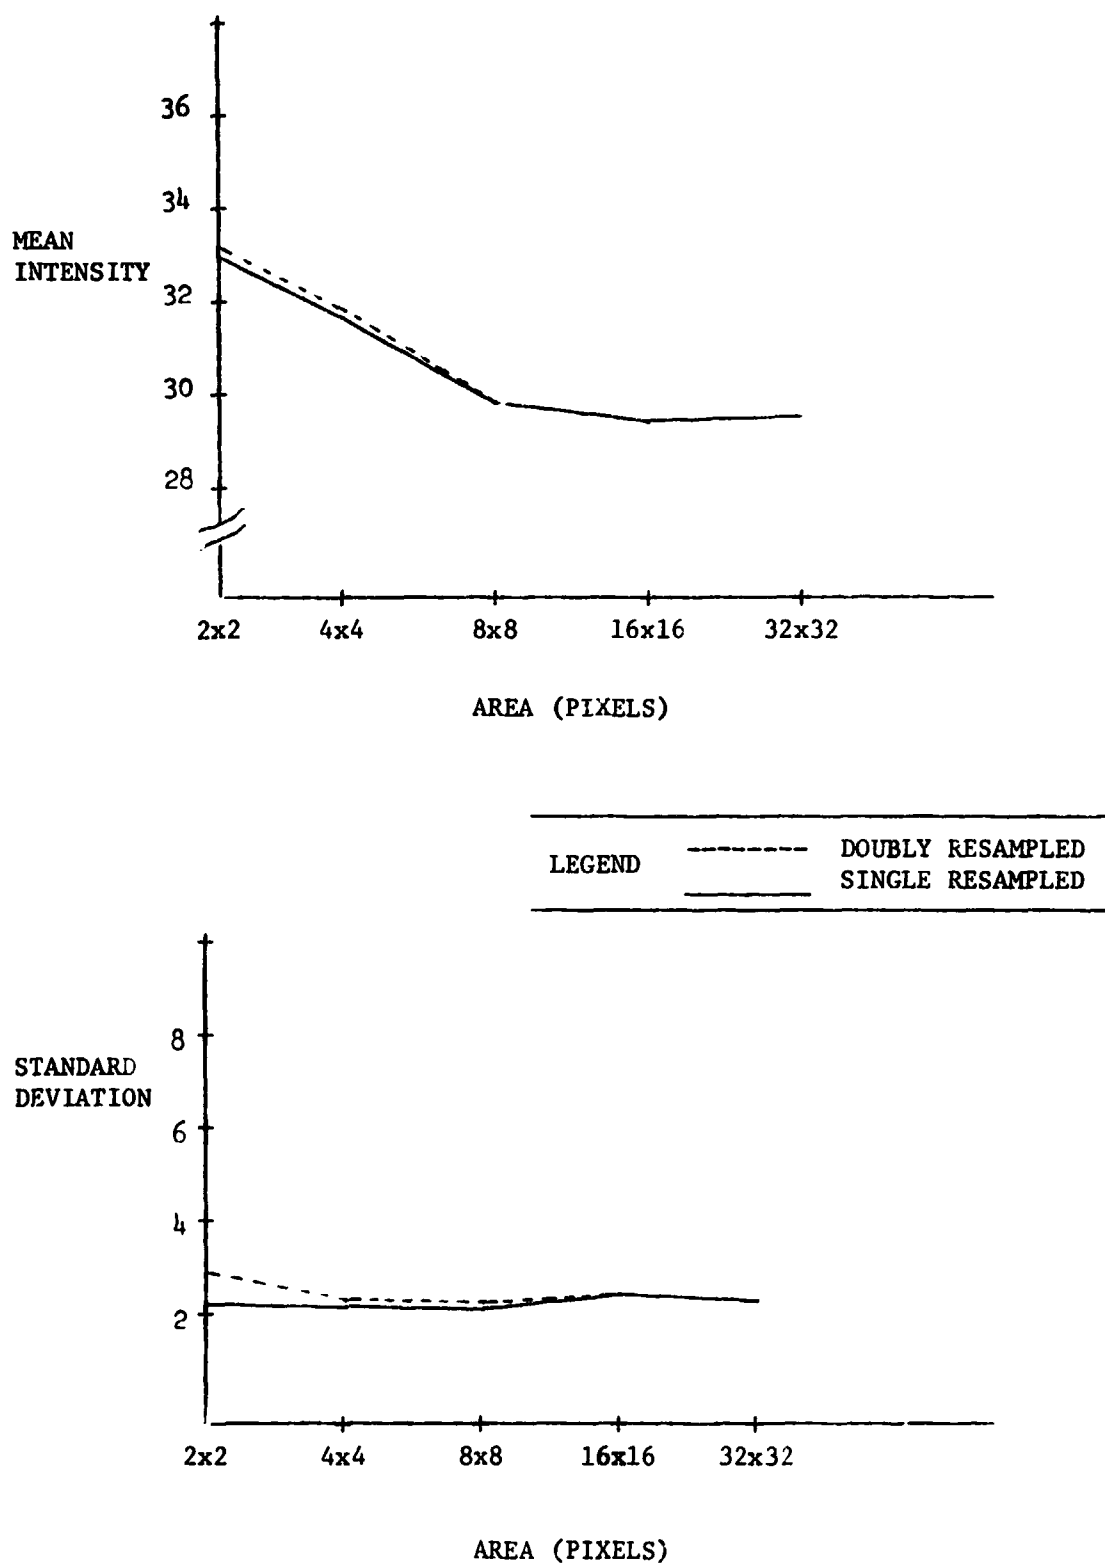 36
34
MEAN
INTENSITY
32
30
28
2x2 4x4 8x8 16x16 32x32
AREA (PIXELS)
LEGEND
DOUBLY RESAMPLED
SINGLE RESAMPLED
8
STANDARD
DEVIATION
6
4
2
2x2 4x4 8x8 16x16 32x32
AREA (PIXELS)